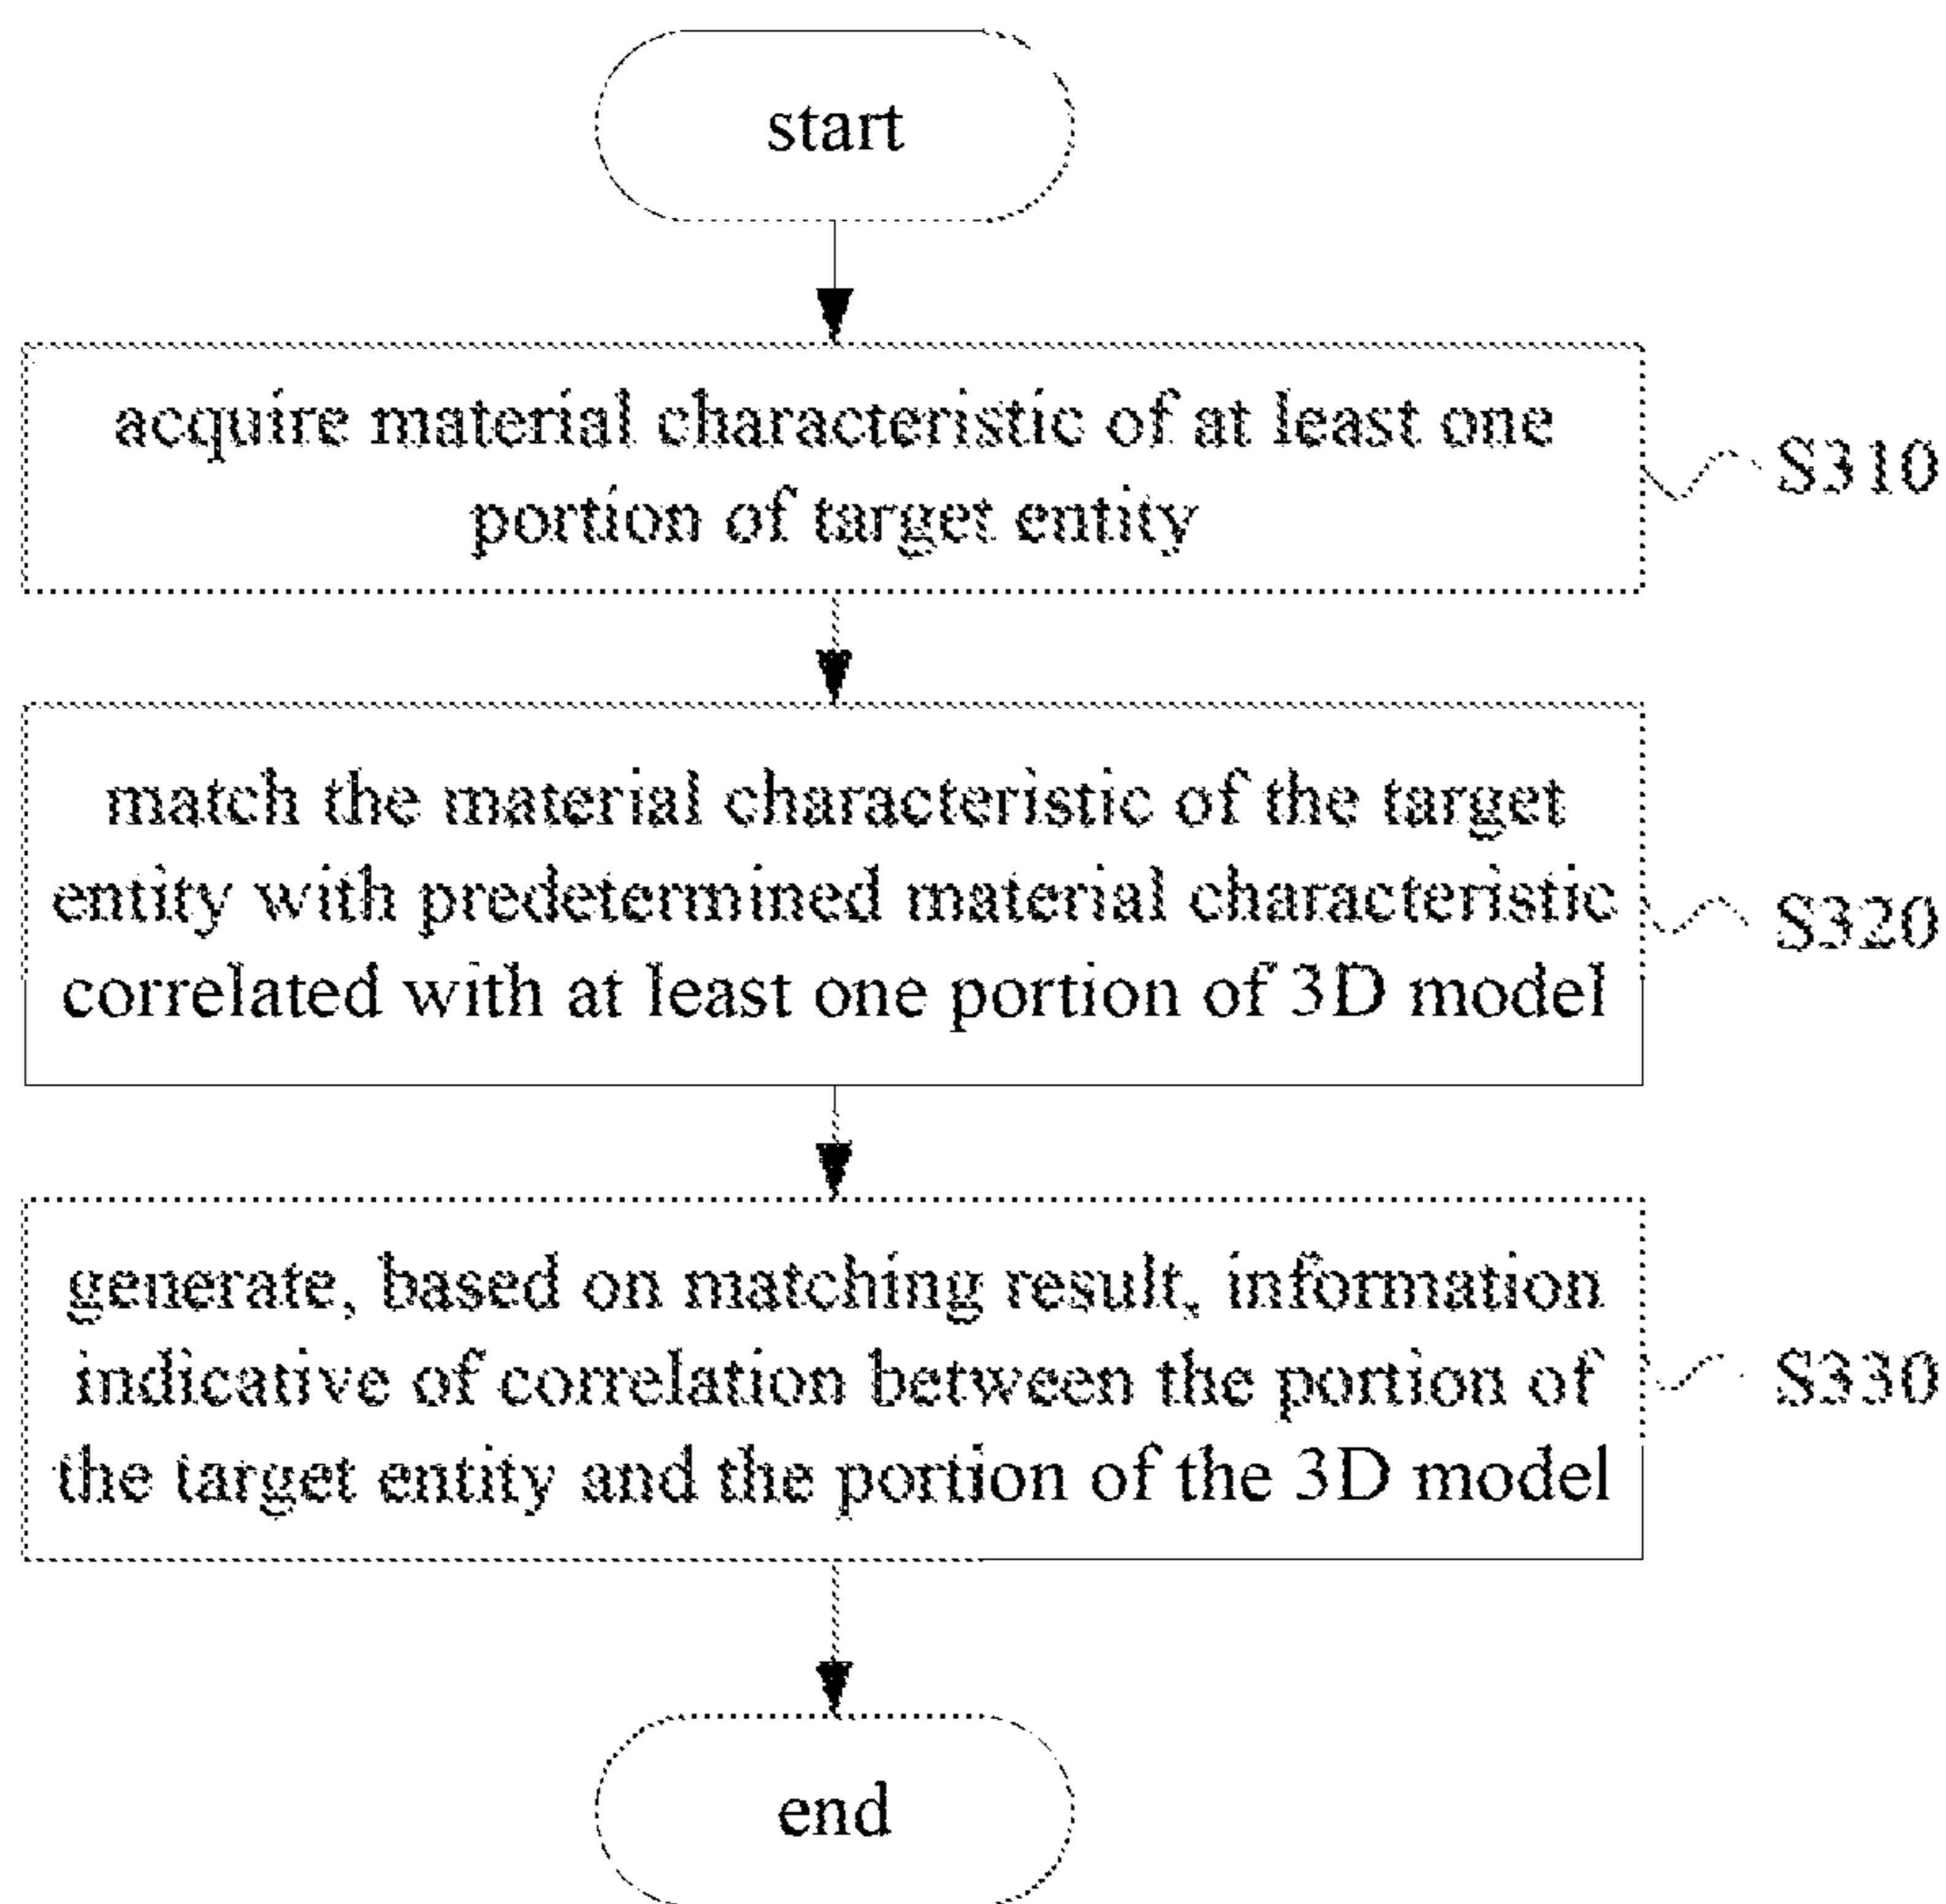 start
acquire material characteristic of at least one
portion of target entity
S310
match the material characteristic of the target
entity with predetermined material characteristic
correlated with at least one portion of 3D model
S320
generate, based on matching result, information
indicative of correlation between the portion of
the target entity and the portion of the 3D model
S330
end